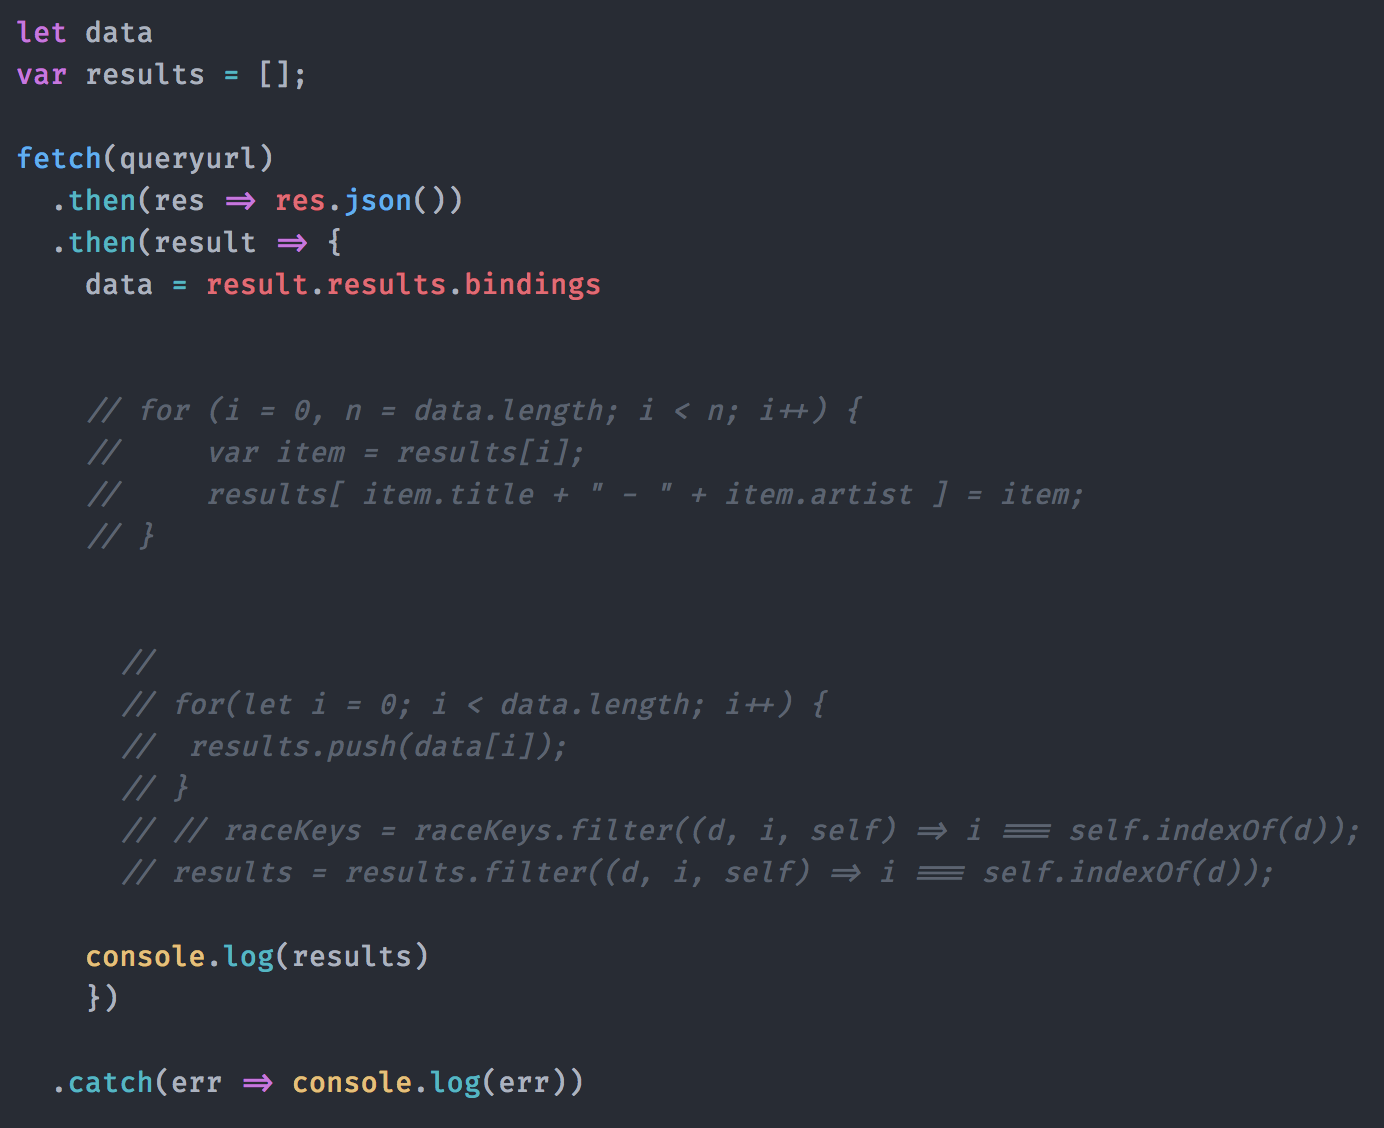 let data
var results = [];
fetch(queryurl)
  .then(res => res.json())
  .then(result => {
    data = result.results.bindings
    // for (i = 0, n = data.length; i < n; i++) {
    //     var item = results[i];
    //     results[ item.title + " - " + item.artist ] = item;
    // }
      //
      // for(let i = 0; i < data.length; i++) {
      //  results.push(data[i]);
      // }
      // // raceKeys = raceKeys.filter((d, i, self) => i === self.indexOf(d));
      // results = results.filter((d, i, self) => i === self.indexOf(d));
    console.log(results)
    })
  .catch(err => console.log(err))